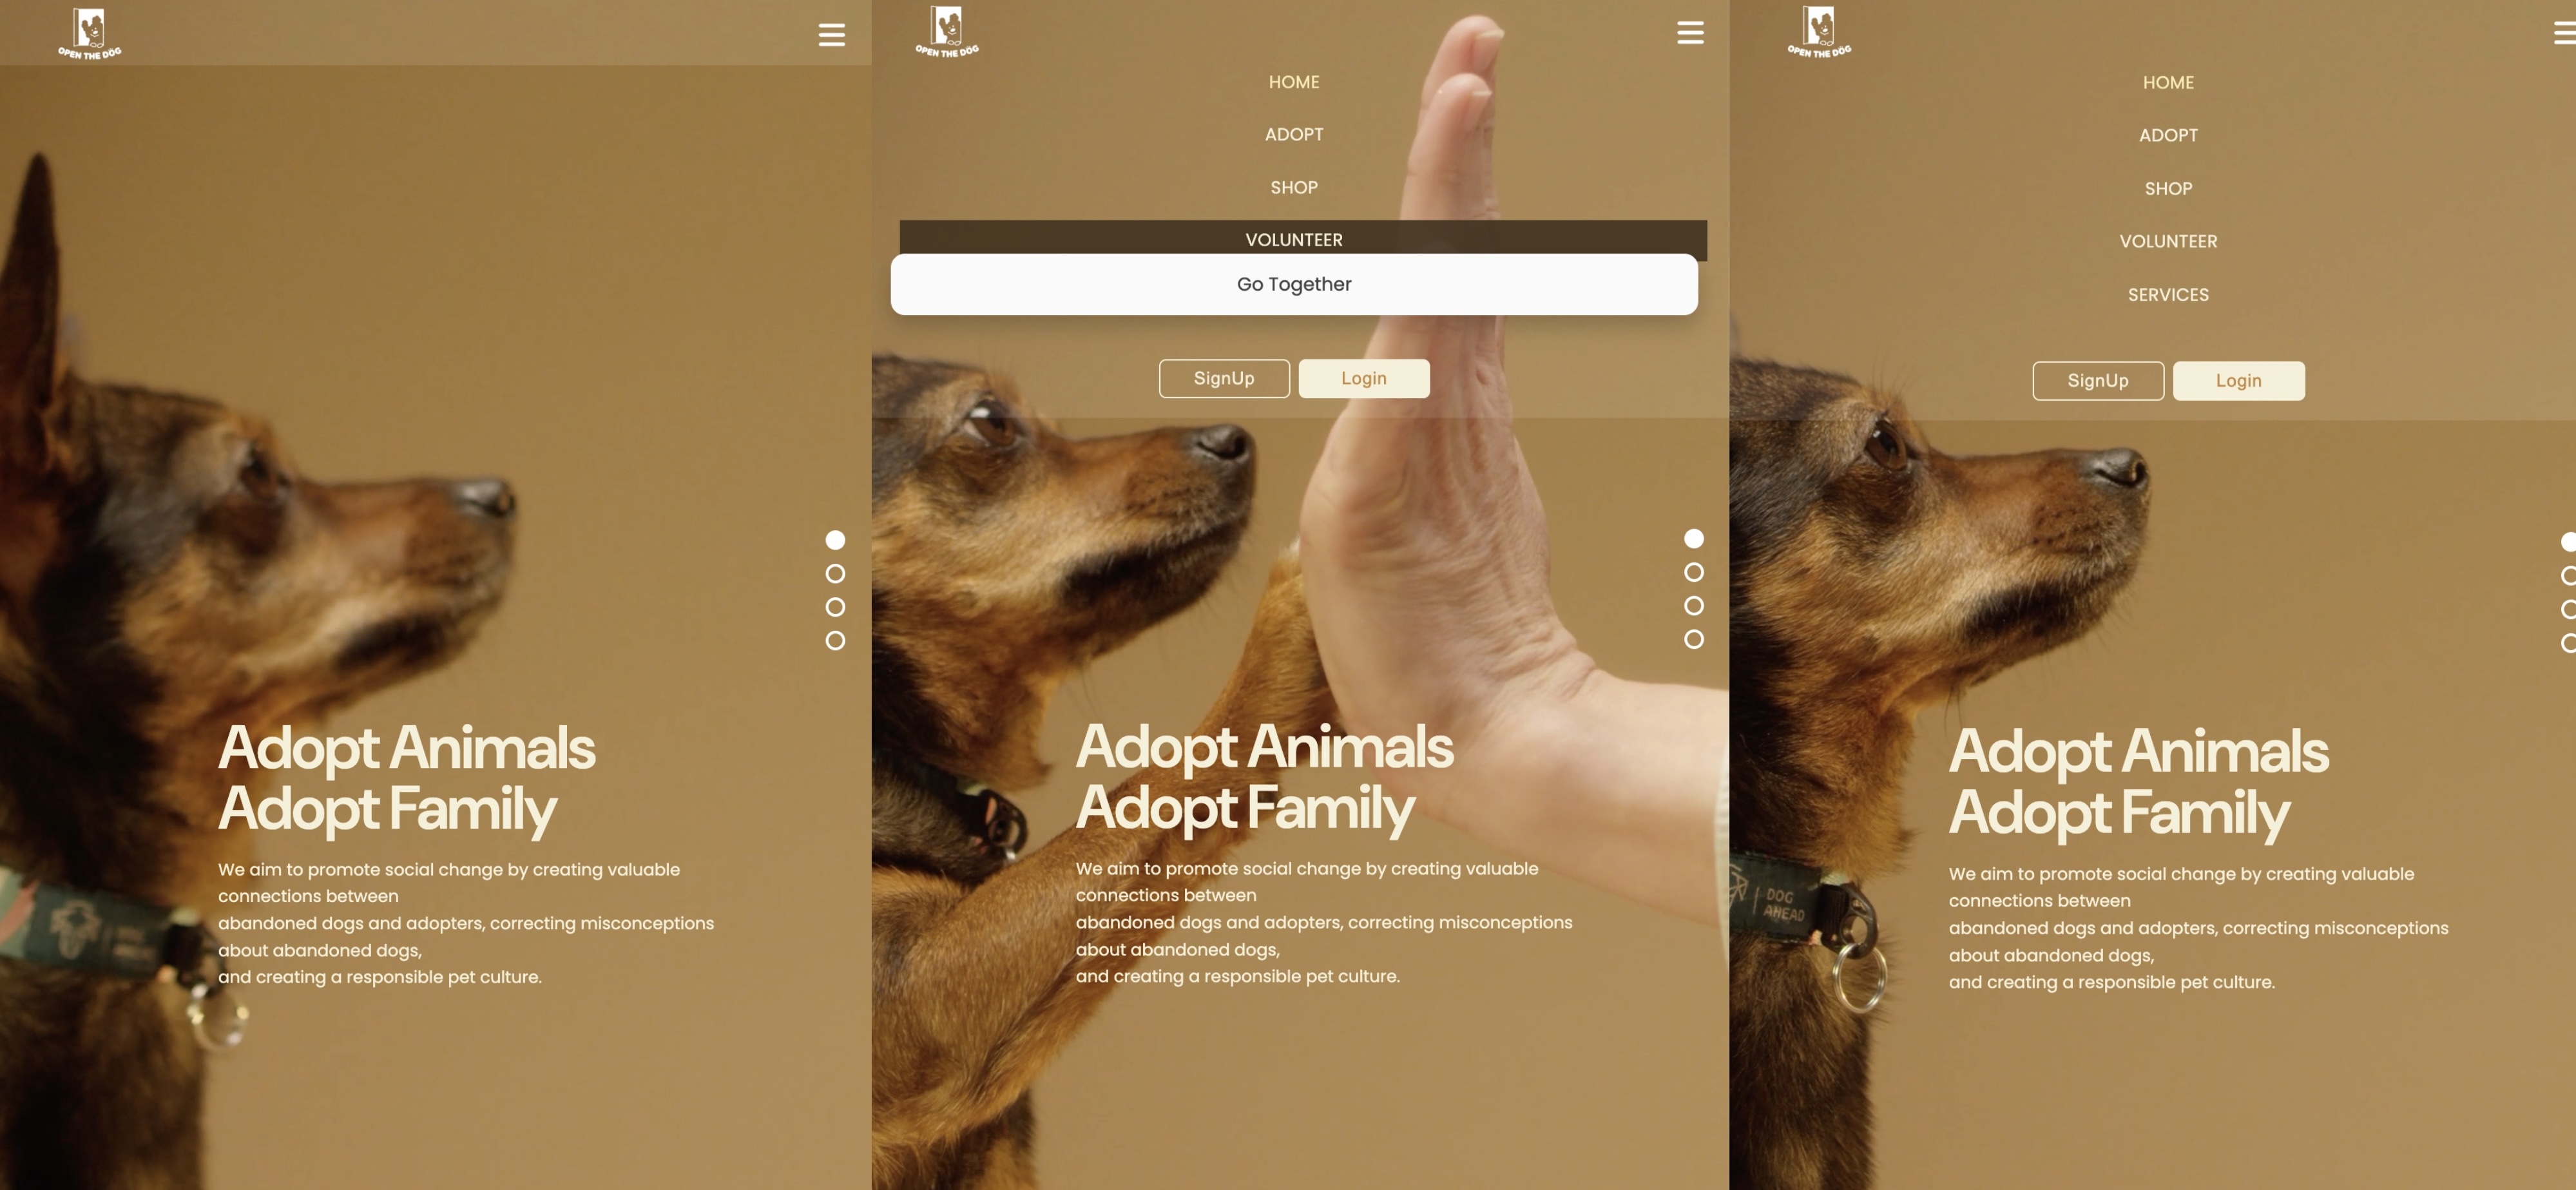 OPEN THE DÖG
Adopt Animals
Adopt Family
We aim to promote social change by creating valuable
connections between
abandoned dogs and adopters, correcting misconceptions
about abandoned dogs,
and creating a responsible pet culture.
OPEN THE DÖG
HOME
ADOPT
SHOP
VOLUNTEER
Go Together
SignUp
Login
Adopt Animals
Adopt Family
We aim to promote social change by creating valuable
connections between
abandoned dogs and adopters, correcting misconceptions
about abandoned dogs,
and creating a responsible pet culture.
OPEN THE DÖG
HOME
ADOPT
SHOP
VOLUNTEER
SERVICES
SignUp
Login
DOG
AHEAD
Adopt Animals
Adopt Family
We aim to promote social change by creating valuable
connections between
abandoned dogs and adopters, correcting misconceptions
about abandoned dogs,
and creating a responsible pet culture.